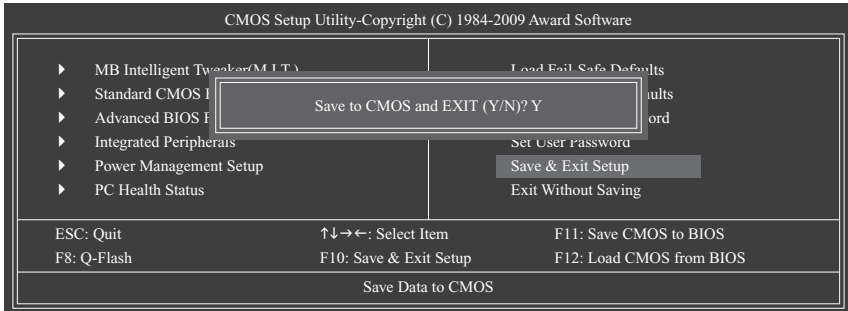 CMOS Setup Utility-Copyright (C) 1984-2009 Award Software
MB Intelligent Tweaker(M.I.T.)
Standard CMOS
Advanced BIOS
Integrated Peripherals
Power Management Setup
PC Health Status
Load Fail-Safe Defaults
Set User Password
Save & Exit Setup
Exit Without Saving
Save to CMOS and EXIT (Y/N)? Y
ESC: Quit
↑↓→←: Select Item
F11: Save CMOS to BIOS
F8: Q-Flash
F10: Save & Exit Setup
F12: Load CMOS from BIOS
Save Data to CMOS